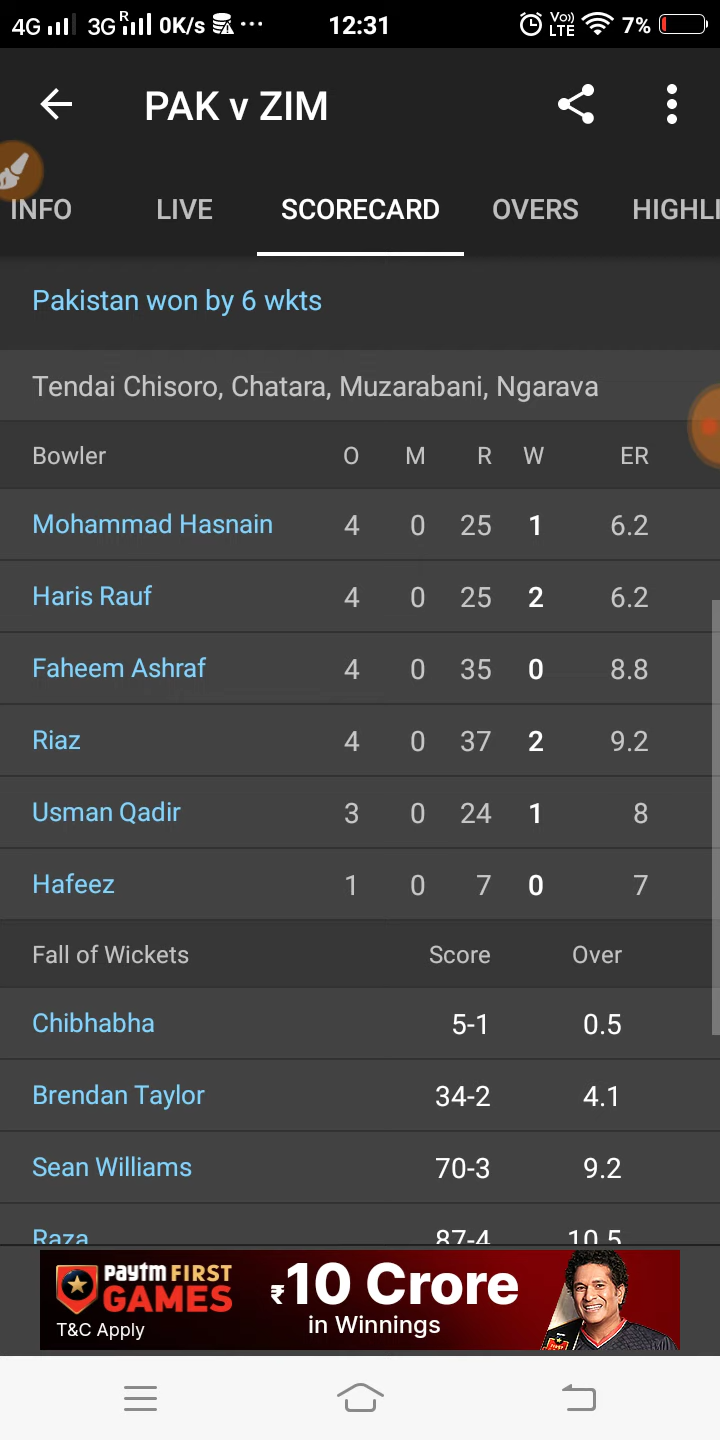 4G 3G R 0K/s ... 12:31 Vo)) LTE 7%
PAK v ZIM
INFO LIVE SCORECARD OVERS HIGHLI
Pakistan won by 6 wkts
Tendai Chisoro, Chatara, Muzarabani, Ngarava
Bowler O M R W ER
Mohammad Hasnain 4 0 25 1 6.2
Haris Rauf 4 0 25 2 6.2
Faheem Ashraf 4 0 35 0 8.8
Riaz 4 0 37 2 9.2
Usman Qadir 3 0 24 1 8
Hafeez 1 0 7 0 7
Fall of Wickets Score Over
Chibhabha 5-1 0.5
Brendan Taylor 34-2 4.1
Sean Williams 70-3 9.2
Raza 87-4 10.5
paytm FIRST
GAMES
T&C Apply
₹10 Crore
in Winnings